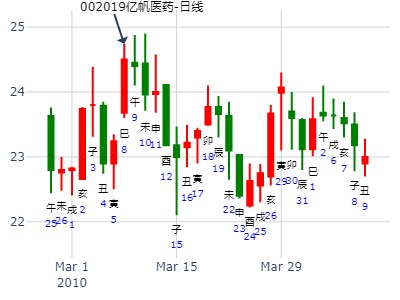 002019亿帆医药-日线
25
24
23
22
午
25
未
26
戌
1
亥
2
子
3
丑
4
寅
5
巳
8
午
9
未
10
申
11
酉
12
子
15
丑
16
寅
17
卯
18
辰
19
未
22
申
23
酉
24
戌
25
亥
26
寅
29
卯
30
辰
31
巳
1
午
2
戌
6
亥
7
子
8
丑
9
Mar 1
2010
Mar 15
Mar 29